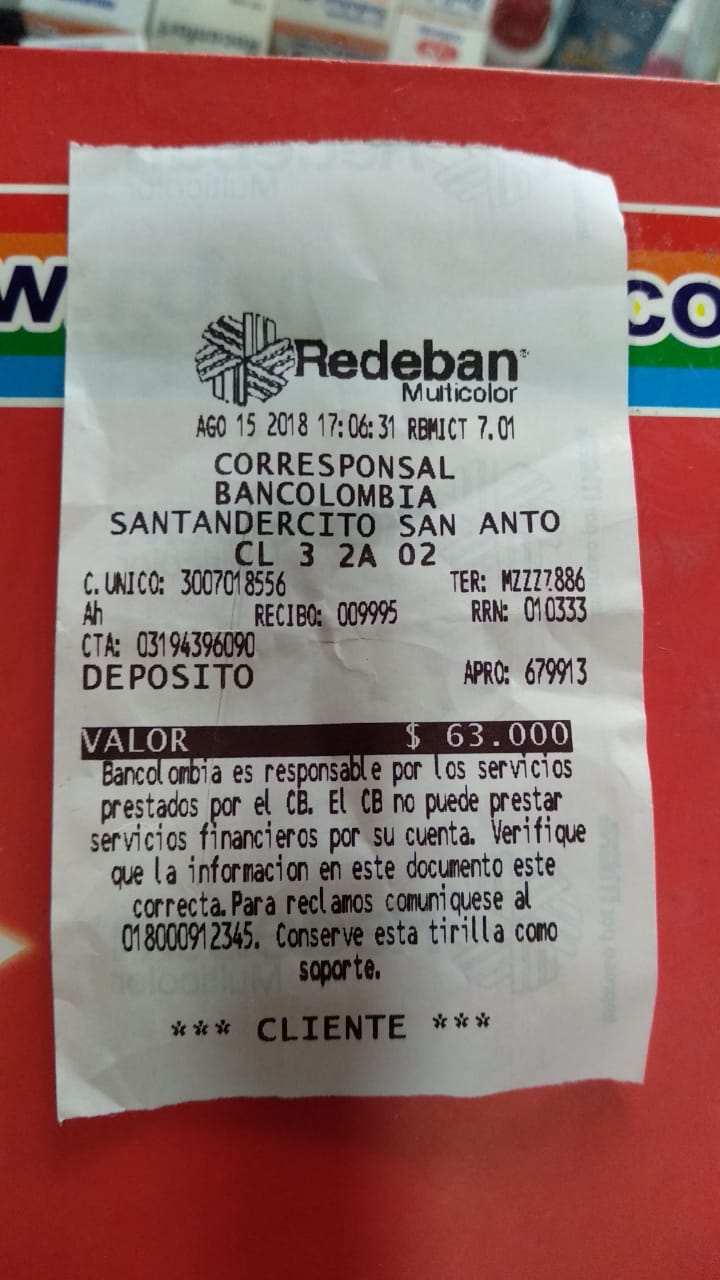 w.
co
Redeban
Multicolor
AGO 15 2018 17:06:31 RBMICT 7.01
CORRESPONSAL
BANCOLOMBIA
SANTANDERCITO SAN ANTO
CL 3 2A 02
C. UNICO: 3007018556 TER: MZZZ7886
Ah RECIBO: 009995 RRN: 010333
CTA: 03194396090
DEPOSITO APRO: 679913
VALOR $ 63.000
Bancolombia es responsable por los servicios
prestados por el CB. El CB no puede prestar
servicios financieros por su cuenta. Verifique
que la informacion en este documento este
correcta.Para reclamos comuniquese al
018000912345. Conserve esta tirilla como
soporte.
*** CLIENTE ***